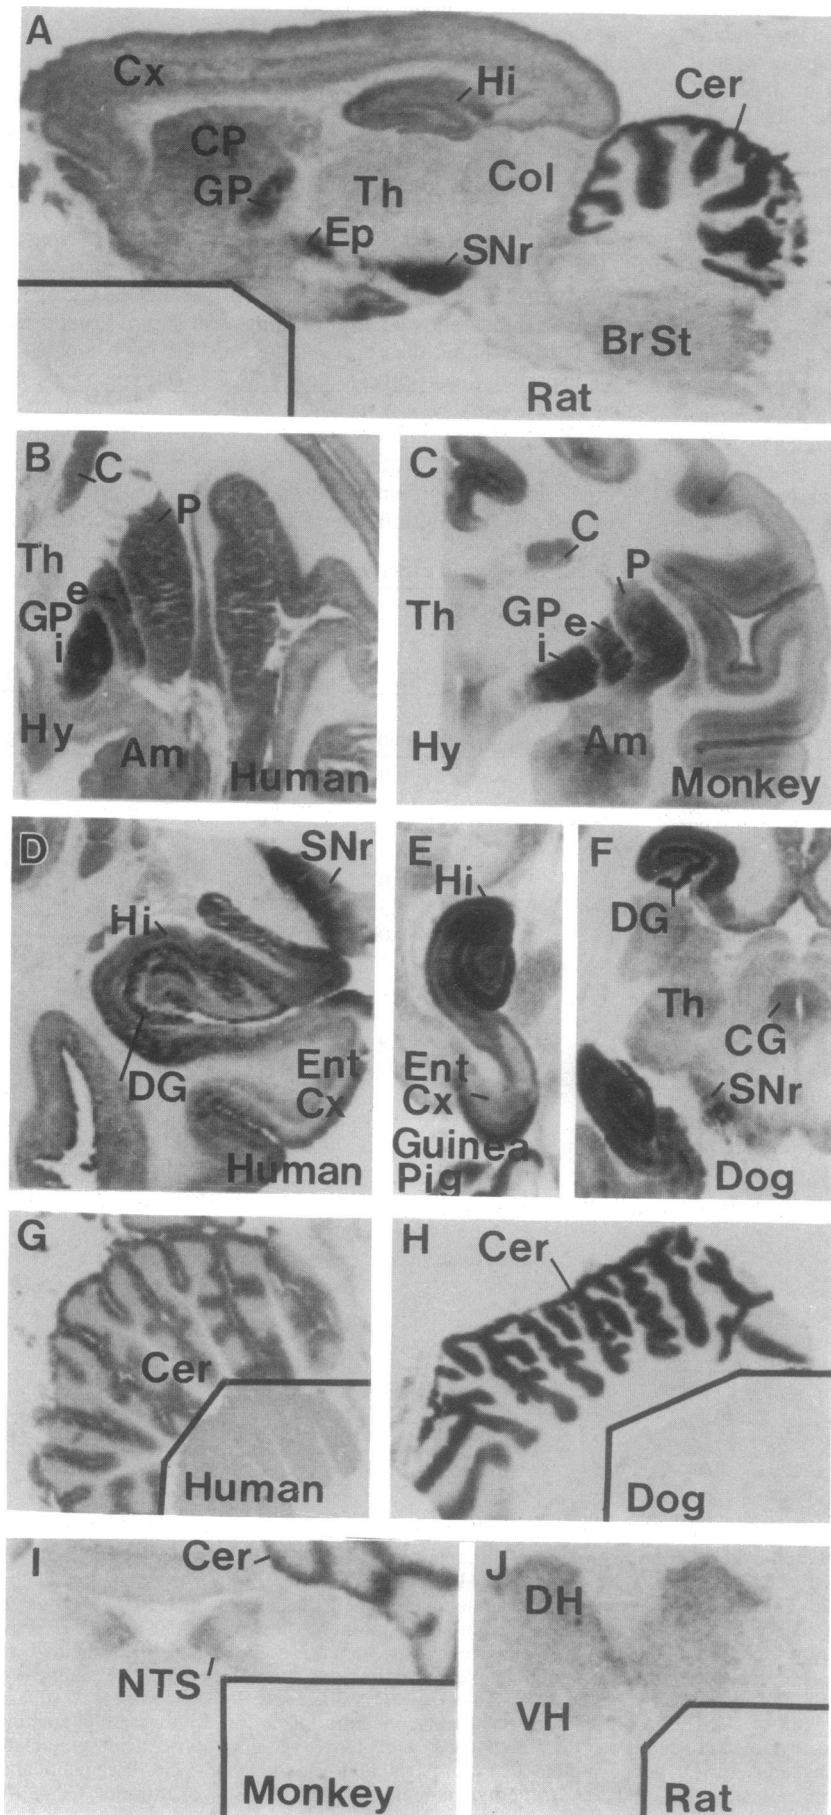 A
Cx
Hi
Cer
CP
GP
Th
Col
Ep
SNr
Br St
Rat
B
C
P
Th
e
GP
i
Hy
Am
Human
C
C
P
Th
GP e
i
Hy
Am
Monkey
D
SNr
Hi
DG
Ent
Cx
Human
E
Hi
Ent
Cx
Guinea
Pig
F
DG
Th
CG
SNr
Dog
G
Cer
Human
H
Cer
Dog
I
Cer
NTS
Monkey
J
DH
VH
Rat